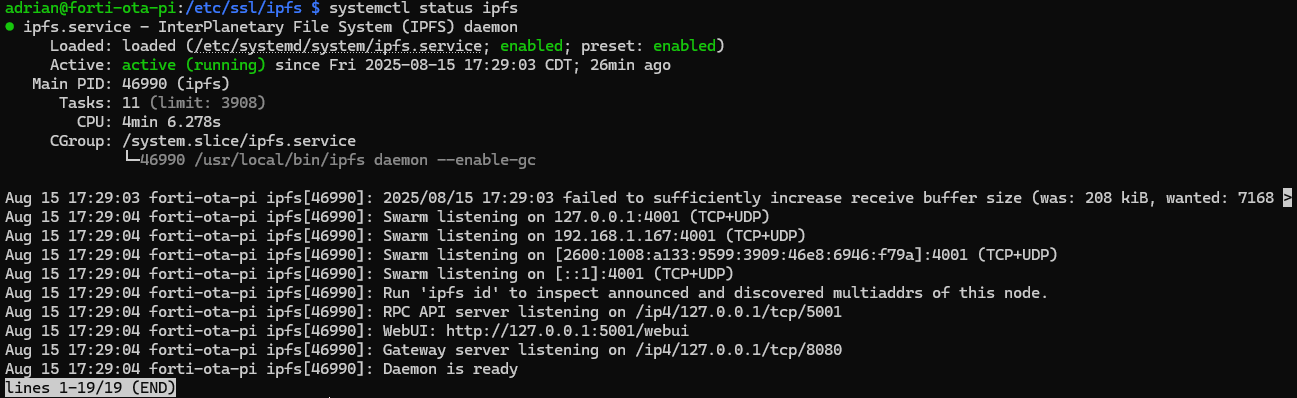 adrian@forti-ota-pi:/etc/ssl/ipfs $ systemctl status ipfs
● ipfs.service - InterPlanetary File System (IPFS) daemon
     Loaded: loaded (/etc/systemd/system/ipfs.service; enabled; preset: enabled)
     Active: active (running) since Fri 2025-08-15 17:29:03 CDT; 26min ago
   Main PID: 46990 (ipfs)
      Tasks: 11 (limit: 3908)
        CPU: 4min 6.278s
     CGroup: /system.slice/ipfs.service
             └─46990 /usr/local/bin/ipfs daemon --enable-gc

Aug 15 17:29:03 forti-ota-pi ipfs[46990]: 2025/08/15 17:29:03 failed to sufficiently increase receive buffer size (was: 208 kiB, wanted: 7168 >
Aug 15 17:29:04 forti-ota-pi ipfs[46990]: Swarm listening on 127.0.0.1:4001 (TCP+UDP)
Aug 15 17:29:04 forti-ota-pi ipfs[46990]: Swarm listening on 192.168.1.167:4001 (TCP+UDP)
Aug 15 17:29:04 forti-ota-pi ipfs[46990]: Swarm listening on [2600:1008:a133:9599:3909:46e8:6946:f79a]:4001 (TCP+UDP)
Aug 15 17:29:04 forti-ota-pi ipfs[46990]: Swarm listening on [::1]:4001 (TCP+UDP)
Aug 15 17:29:04 forti-ota-pi ipfs[46990]: Run 'ipfs id' to inspect announced and discovered multiaddrs of this node.
Aug 15 17:29:04 forti-ota-pi ipfs[46990]: RPC API server listening on /ip4/127.0.0.1/tcp/5001
Aug 15 17:29:04 forti-ota-pi ipfs[46990]: WebUI: http://127.0.0.1:5001/webui
Aug 15 17:29:04 forti-ota-pi ipfs[46990]: Gateway server listening on /ip4/127.0.0.1/tcp/8080
Aug 15 17:29:04 forti-ota-pi ipfs[46990]: Daemon is ready
lines 1-19/19 (END)